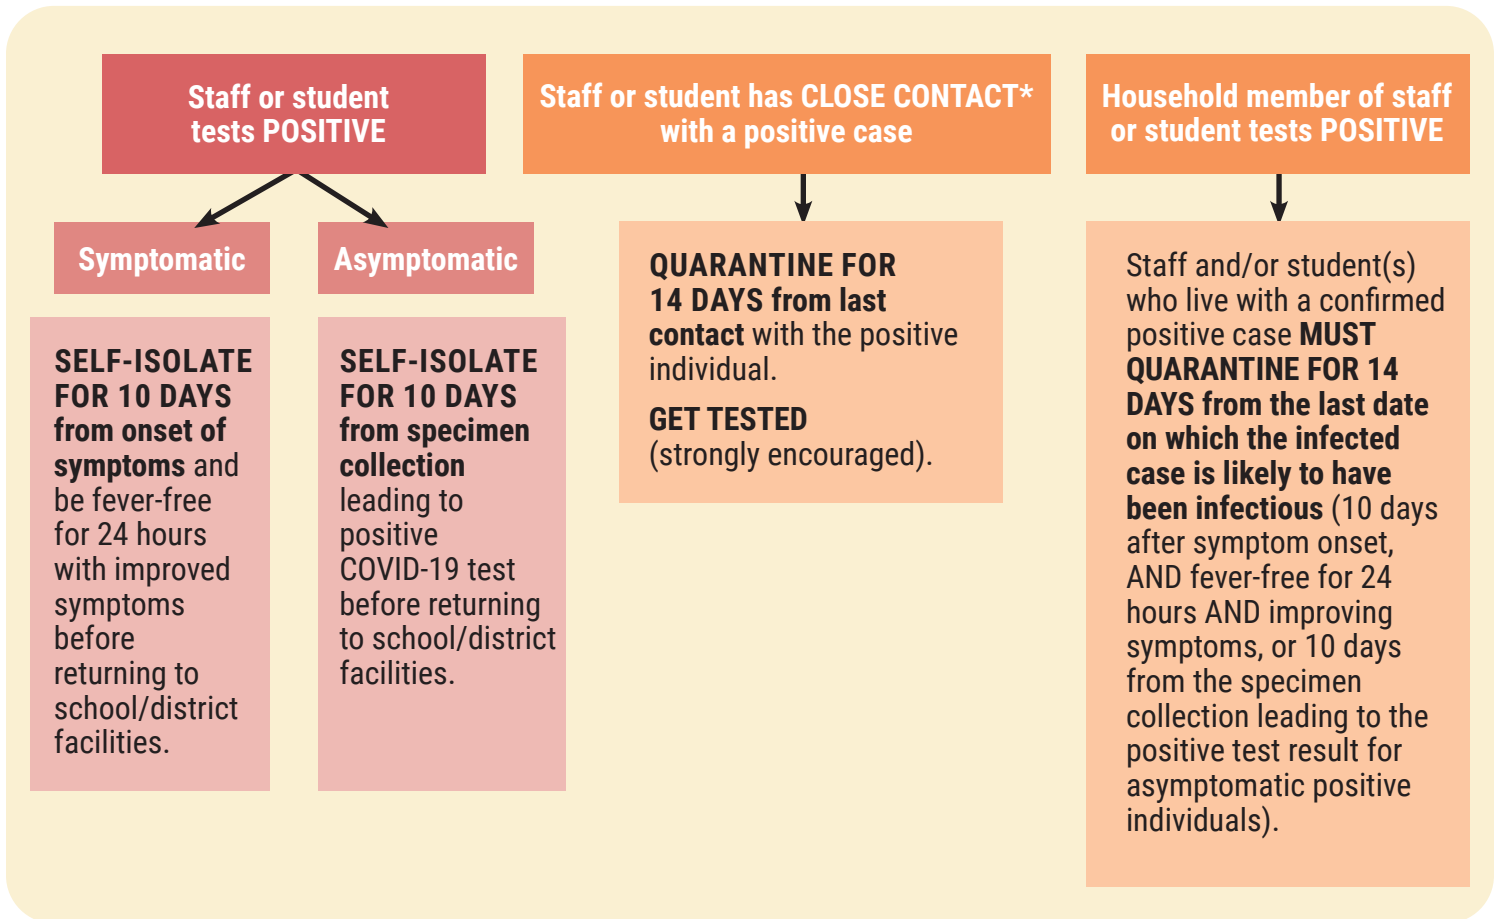 Staff or student
tests POSITIVE
Symptomatic
SELF-ISOLATE
FOR 10 DAYS
from onset of
symptoms and
be fever-free
for 24 hours
with improved
symptoms
before
returning to
school/district
facilities.
Asymptomatic
SELF-ISOLATE
FOR 10 DAYS
from specimen
collection
leading to
positive
COVID-19 test
before returning
to school/district
facilities.
Staff or student has CLOSE CONTACT*
with a positive case
QUARANTINE FOR
14 DAYS from last
contact with the positive
individual.
GET TESTED
(strongly encouraged).
Household member of staff
or student tests POSITIVE
Staff and/or student(s)
who live with a confirmed
positive case MUST
QUARANTINE FOR 14
DAYS from the last date
on which the infected
case is likely to have
been infectious (10 days
after symptom onset,
AND fever-free for 24
hours AND improving
symptoms, or 10 days
from the specimen
collection leading to the
positive test result for
asymptomatic positive
individuals).